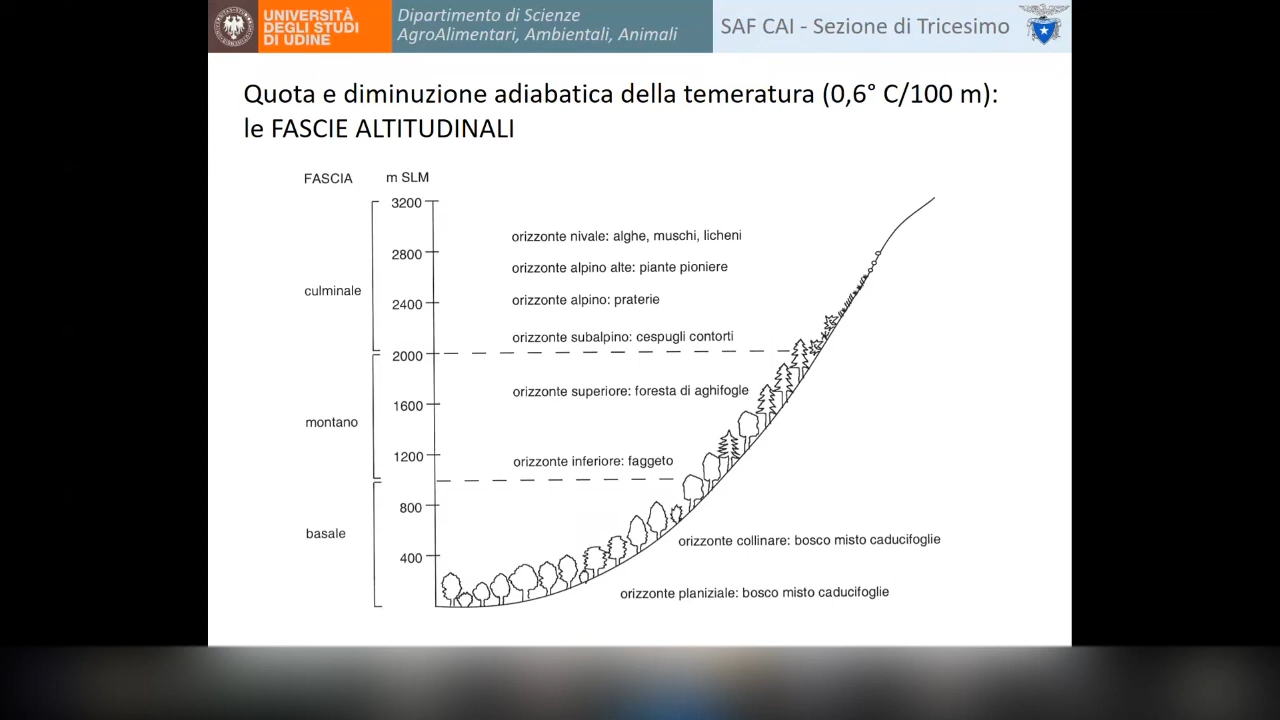 UNIVERSITÀ
DEGLI STUDI
DI UDINE
Dipartimento di Scienze
AgroAlimentari, Ambientali, Animali
SAF CAI - Sezione di Tricesimo
Quota e diminuzione adiabatica della temeratura (0,6° C/100 m):
le FASCIE ALTITUDINALI
FASCIA
m SLM
3200
orizzonte nivale: alghe, muschi, licheni
2800
orizzonte alpino alte: piante pioniere
culminale
2400
orizzonte alpino: praterie
orizzonte subalpino: cespugli contorti
2000
orizzonte superiore: foresta di aghifogle
1600
montano
1200
orizzonte inferiore: faggeto
800
basale
orizzonte collinare: bosco misto caducifoglie
400
orizzonte planiziale: bosco misto caducifoglie